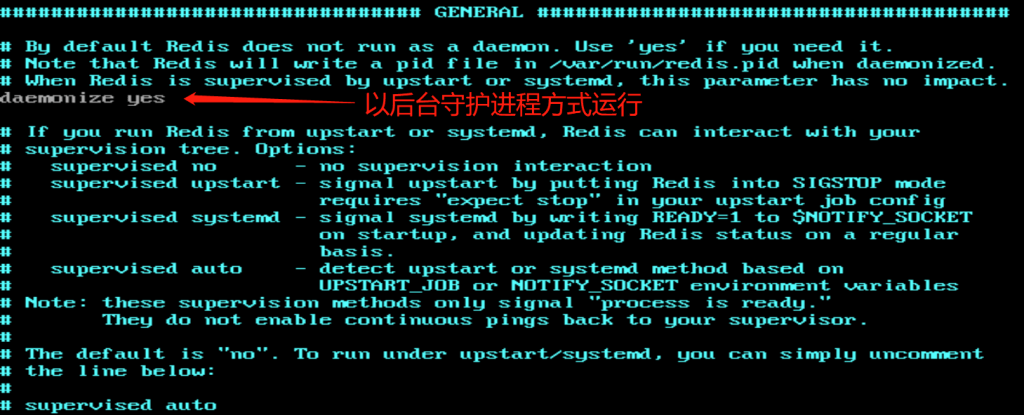 ################################# GENERAL #####################################

# By default Redis does not run as a daemon. Use 'yes' if you need it.
# Note that Redis will write a pid file in /var/run/redis.pid when daemonized.
# When Redis is supervised by upstart or systemd, this parameter has no impact.
daemonize yes 以后台守护进程方式运行

# If you run Redis from upstart or systemd, Redis can interact with your
# supervision tree. Options:
#   supervised no      - no supervision interaction
#   supervised upstart - signal upstart by putting Redis into SIGSTOP mode
#                        requires "expect stop" in your upstart job config
#   supervised systemd - signal systemd by writing READY=1 to $NOTIFY_SOCKET
#                        on startup, and updating Redis status on a regular
#                        basis.
#   supervised auto    - detect upstart or systemd method based on
#                        UPSTART_JOB or NOTIFY_SOCKET environment variables
# Note: these supervision methods only signal "process is ready."
#       They do not enable continuous pings back to your supervisor.
#
# The default is "no". To run under upstart/systemd, you can simply uncomment
# the line below:
#
# supervised auto